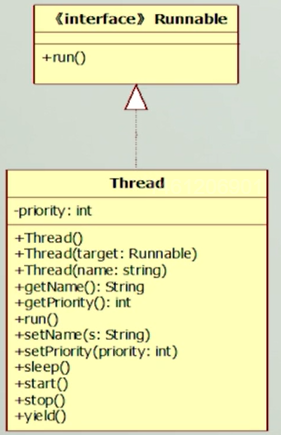 《interface》 Runnable
+run()
Thread
-priority: int
+Thread()
+Thread(target: Runnable)
+Thread(name: string)
+getName(): String
+getPriority(): int
+run()
+setName(s: String)
+setPriority(priority: int)
+sleep()
+start()
+stop()
+yield()